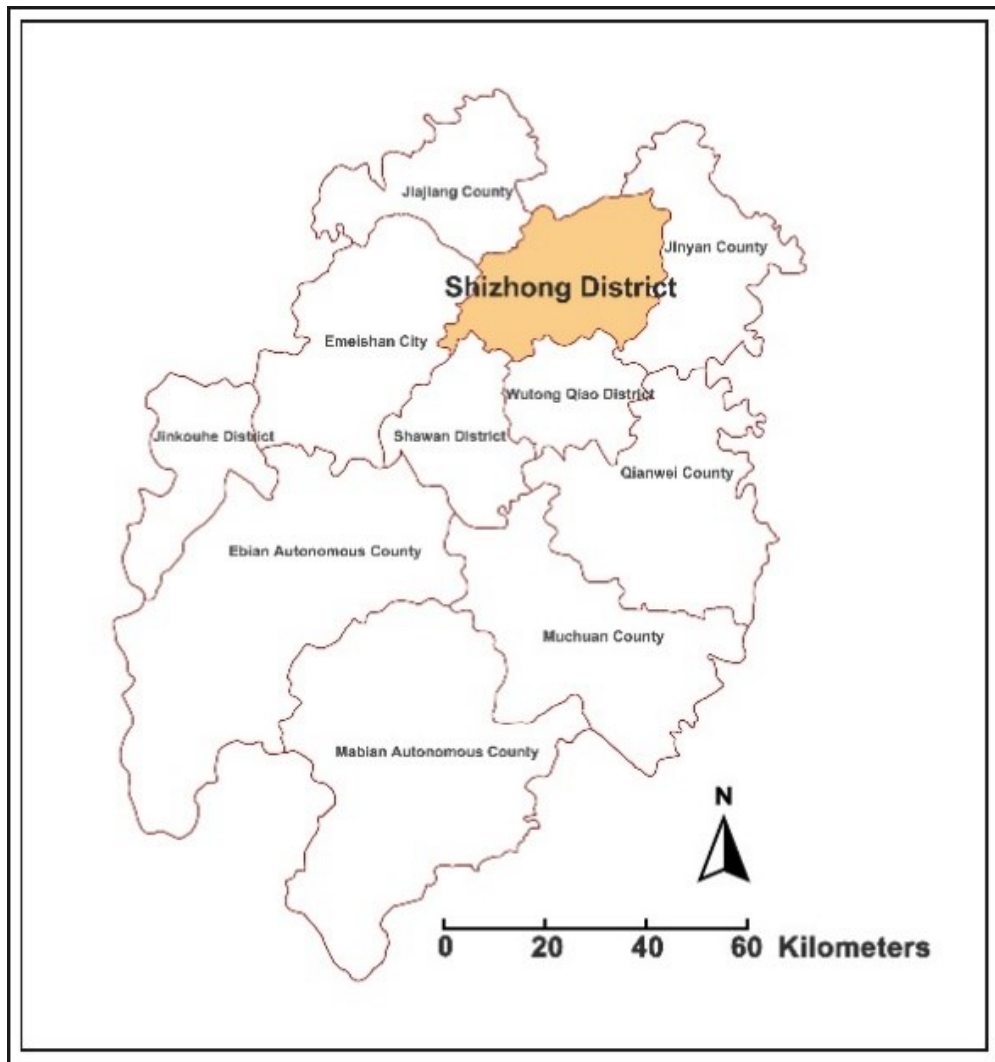 Jiajiang County
Jinyan County
Shizhong District
Emeishan City
Wutong Qiao District
Jinkouhe District
Shawan District
Qianwei County
Ebian Autonomous County
Muchuan County
Mabian Autonomous County
N
0 20 40 60 Kilometers